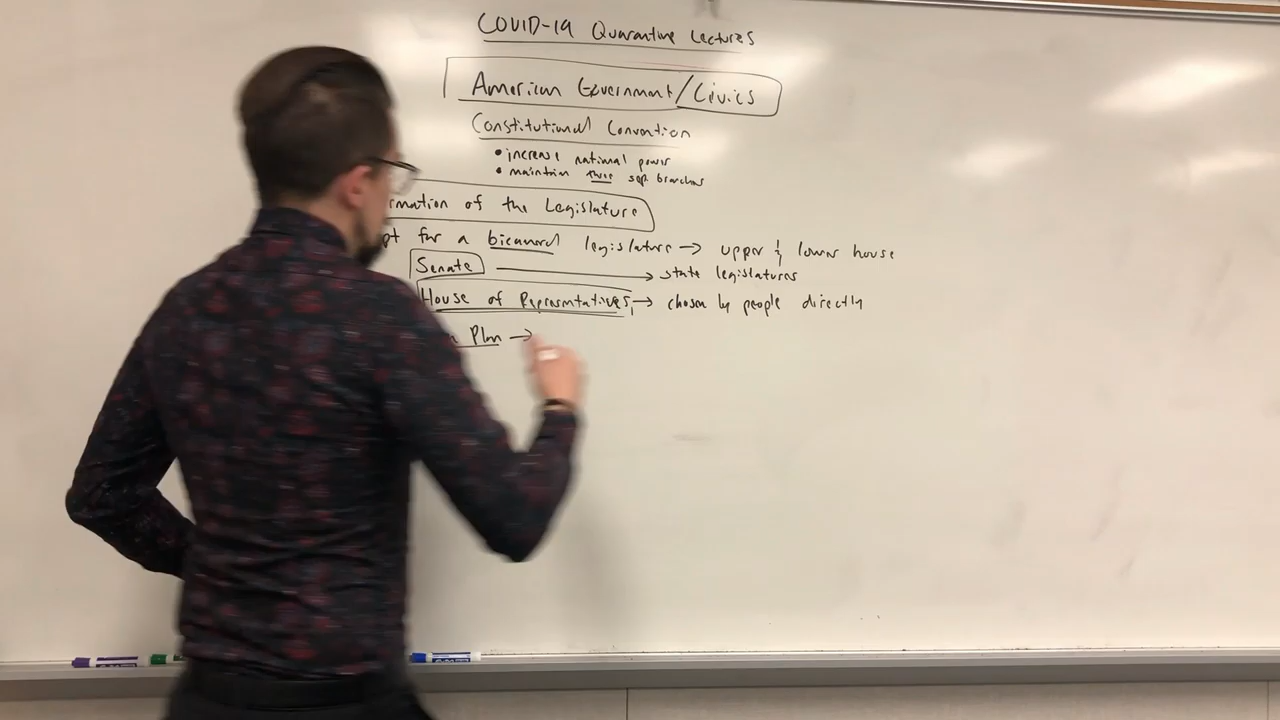 COVID-19 Quarantine Lectures
American Government/Civics
Constitutional Convention
• increase national power
• maintain three sep. branches
rmation of the Legislature
pt for a bicameral legislature → upper & lower house
Senate → state legislatures
House of Representatives → chosen by people directly
Plan →